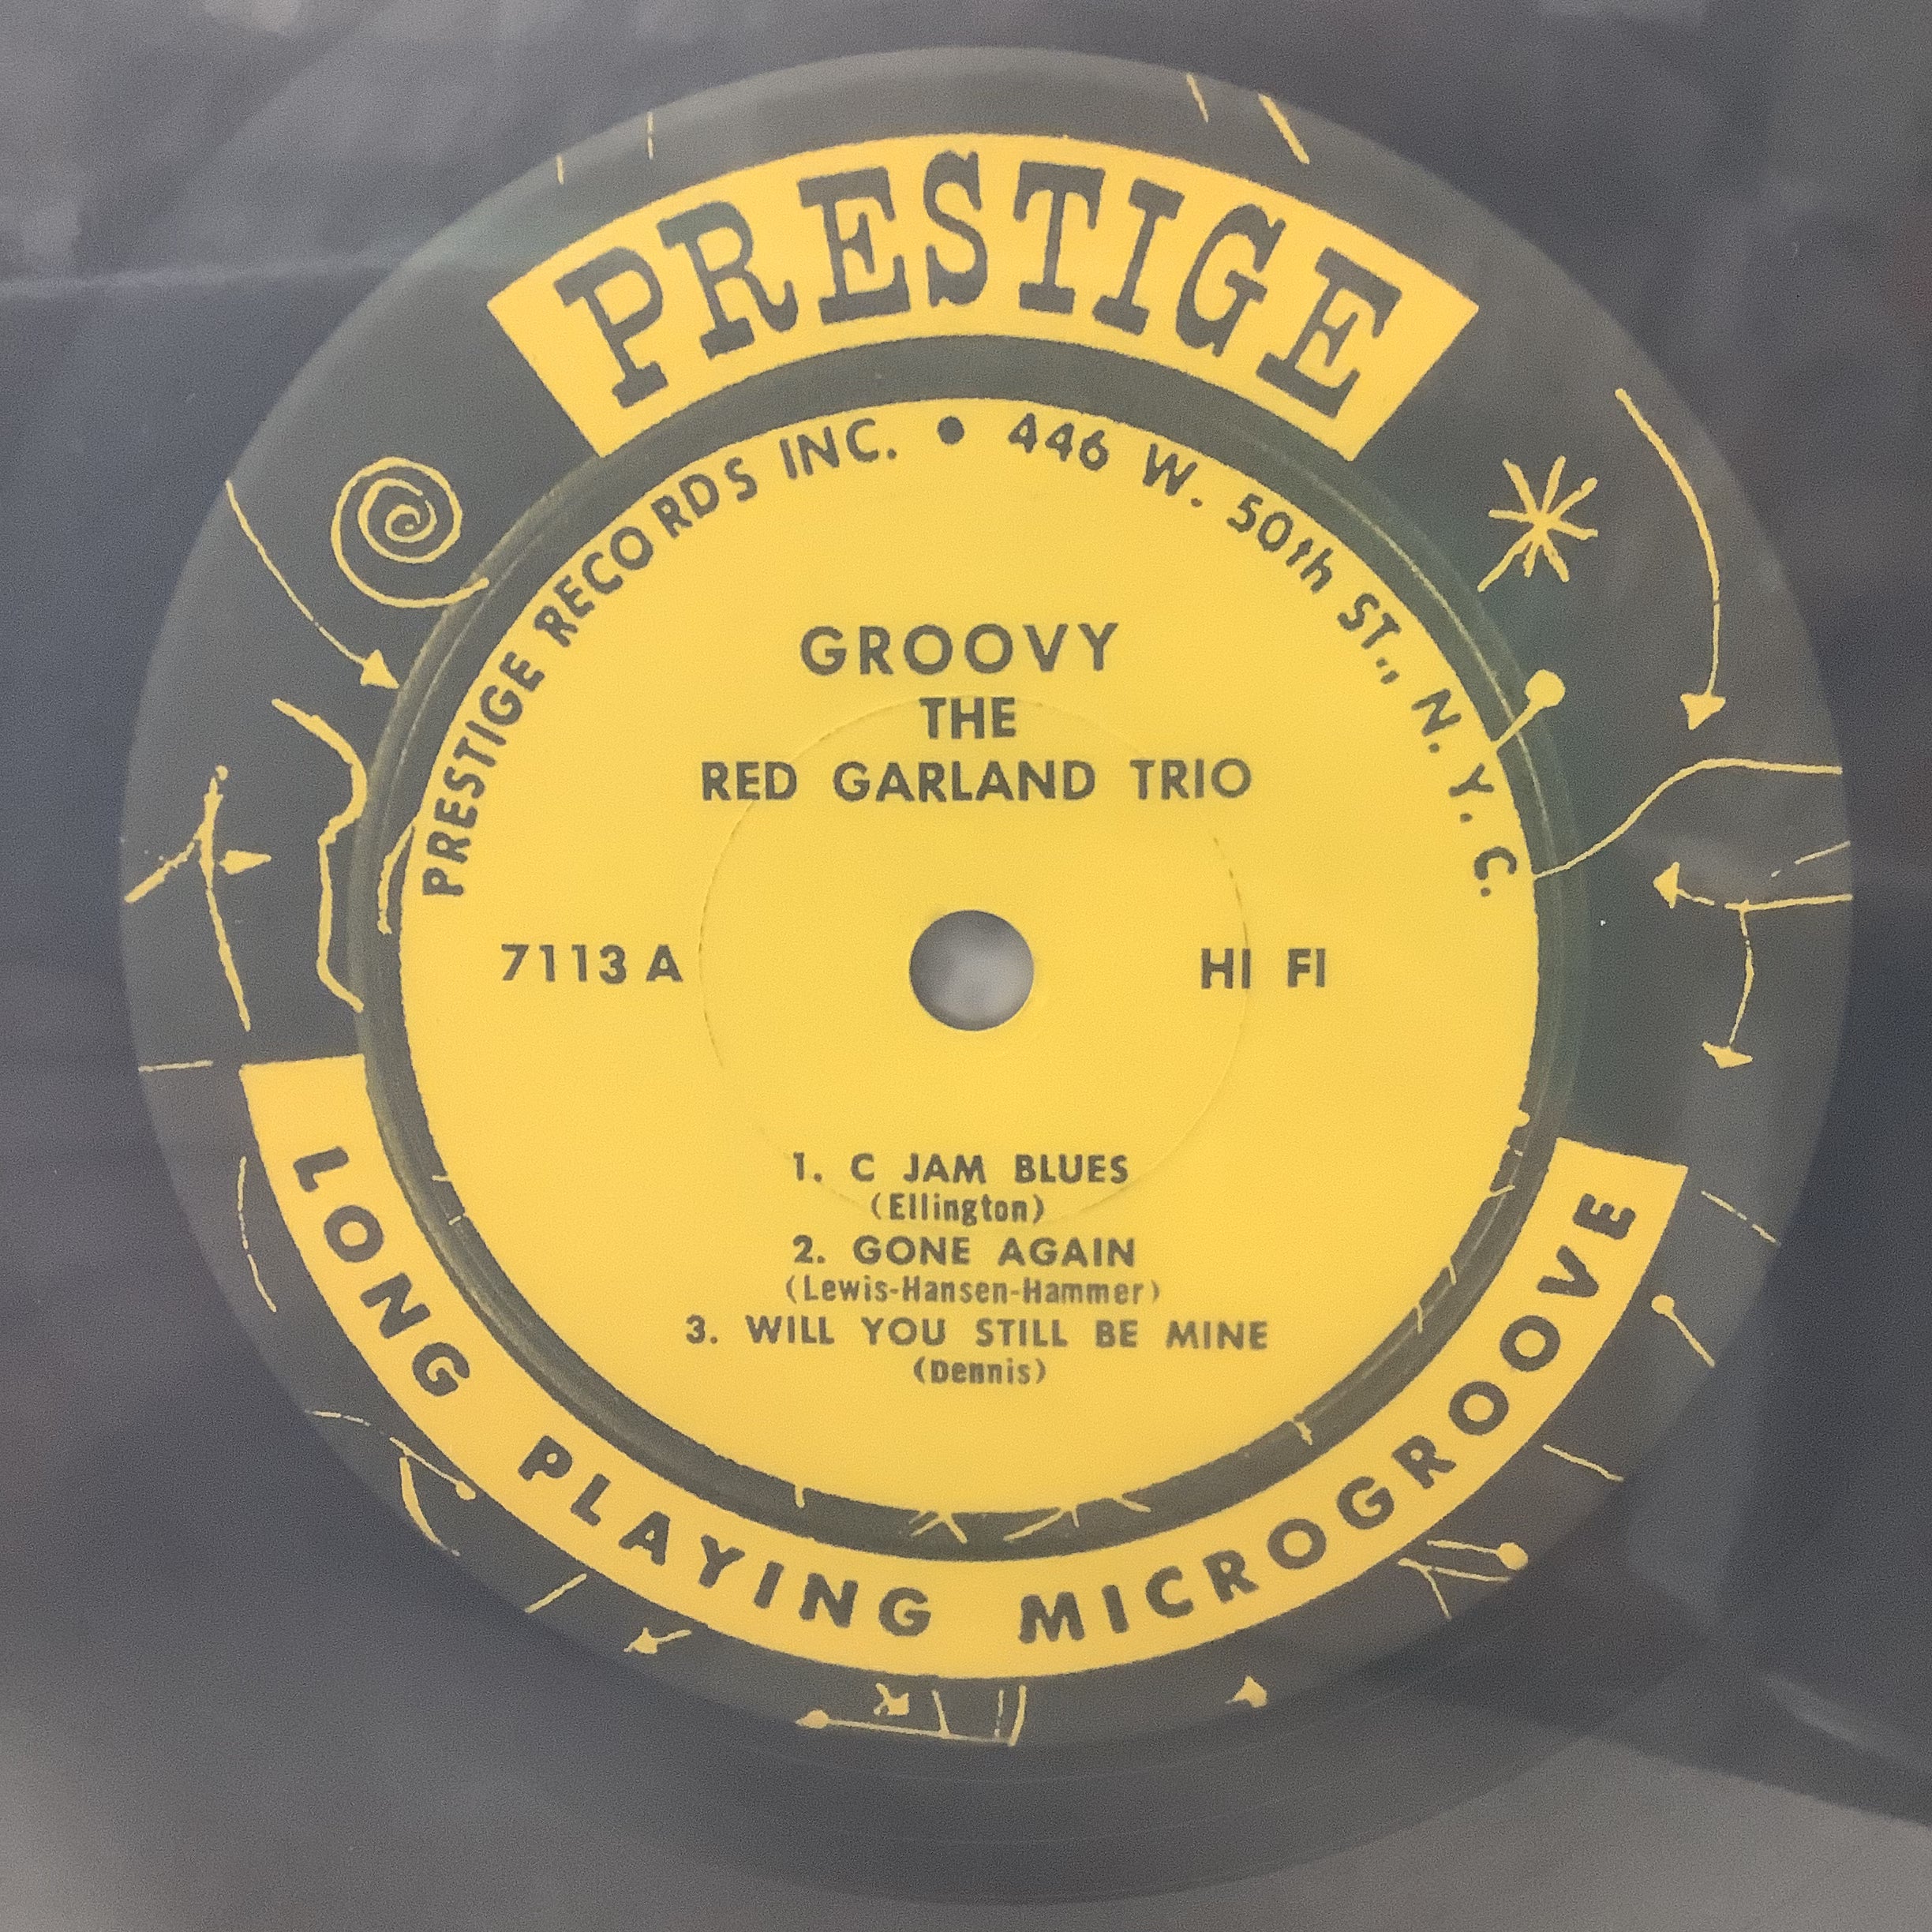 PRESTIGE
PRESTIGE RECORDS INC. • 446 W. 50th ST., N. Y. C.
GROOVY
THE
RED GARLAND TRIO
7113 A
HI FI
1. C JAM BLUES
(Ellington)
2. GONE AGAIN
(Lewis-Hansen-Hammer)
3. WILL YOU STILL BE MINE
(Dennis)
LONG PLAYING MICROGROOVE